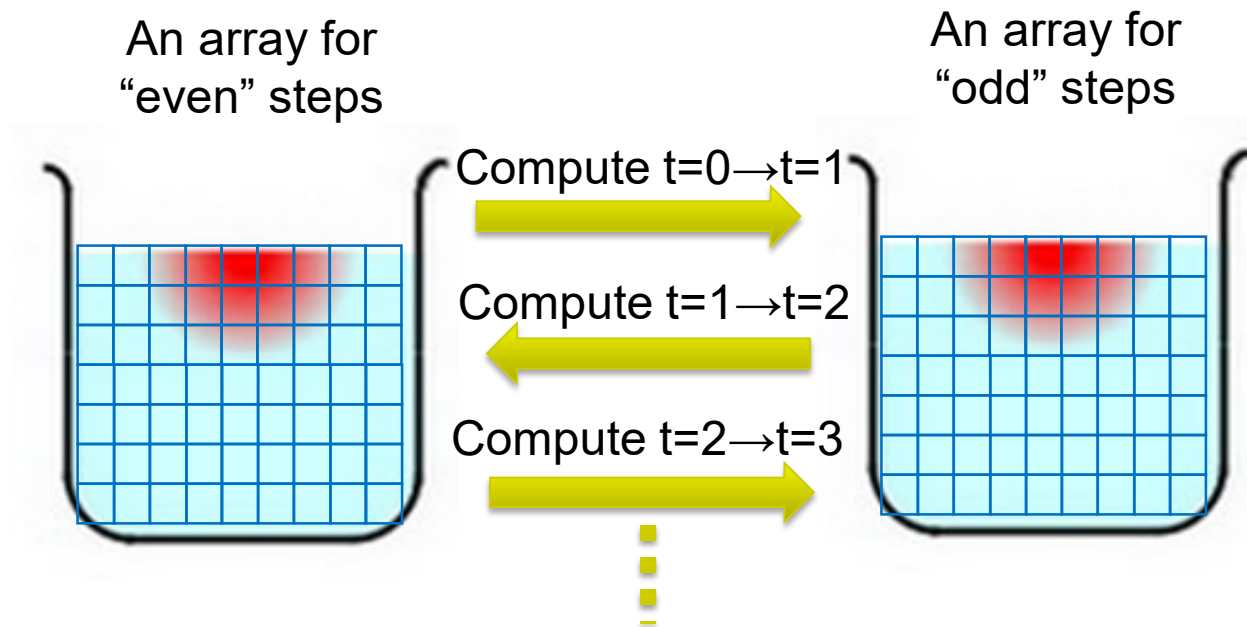 An array for
“even” steps
An array for
“odd” steps
Compute t=0→t=1
Compute t=1→t=2
Compute t=2→t=3